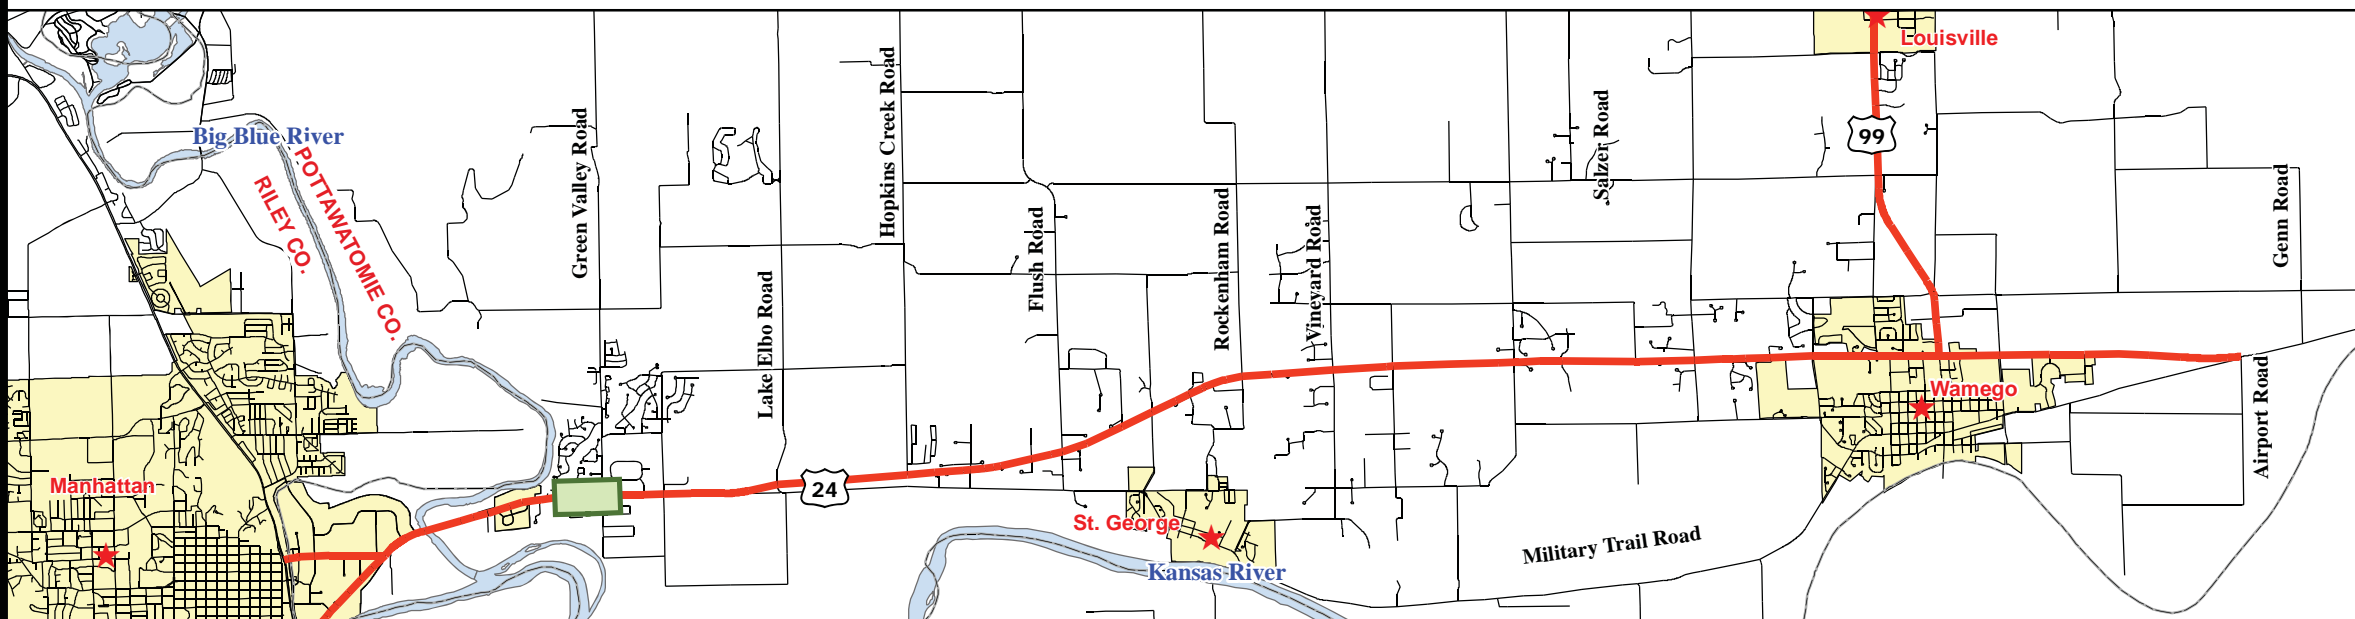 Louisville
99
Big Blue River
POTTAWATOMIE CO.
RILEY CO.
Green Valley Road
Hopkins Creek Road
Salzer Road
Genn Road
Flush Road
Rockenham Road
Vineyard Road
Lake Elbo Road
Wamego
Airport Road
Manhattan
24
St. George
Military Trail Road
Kansas River